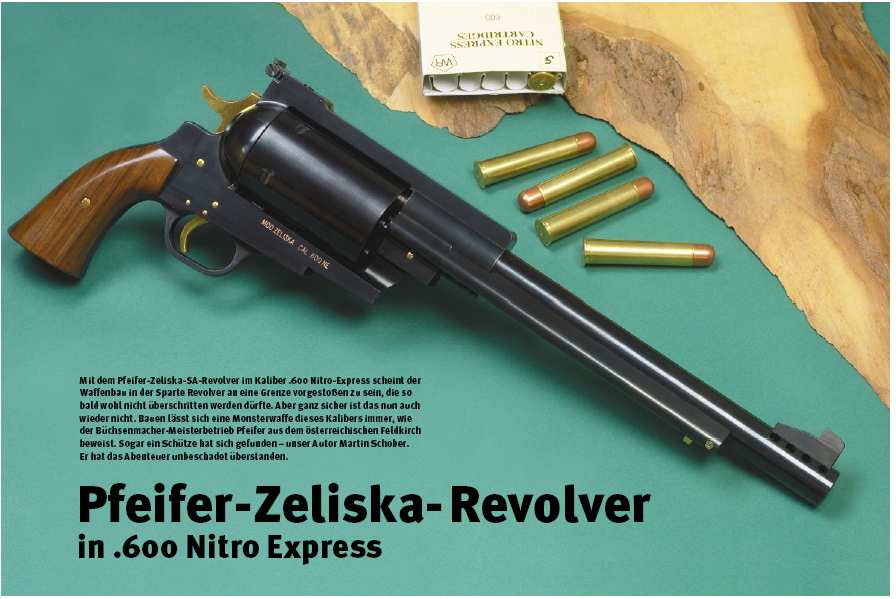 NITRO EXPRESS
CARTRIDGES
600
5
MOD ZELISKA CAL. 600 NE
Mit dem Pfeifer-Zeliska-SA-Revolver im Kaliber .600 Nitro-Express scheint der
Waffenbau in der Sparte Revolver an eine Grenze vorgestoßen zu sein, die so
bald wohl nicht überschritten werden dürfte. Aber ganz sicher ist das nun auch
wieder nicht. Bauen lässt sich eine Monsterwaffe dieses Kalibers immer, wie
der Büchsenmacher-Meisterbetrieb Pfeifer aus dem österreichischen Feldkirch
beweist. Sogar ein Schütze hat sich gefunden – unser Autor Martin Schober.
Er hat das Abenteuer unbeschadet überstanden.
Pfeifer-Zeliska-Revolver
in .600 Nitro Express